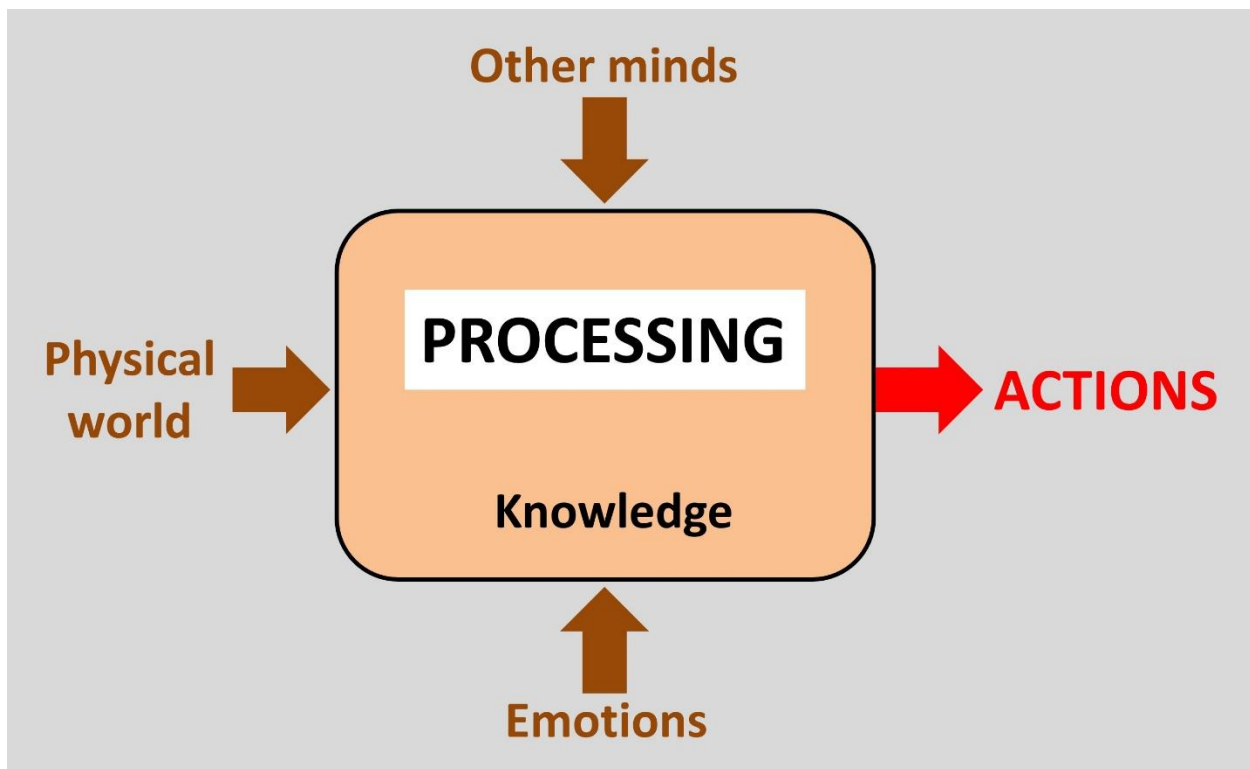 Other minds
PROCESSING
Physical
world
ACTIONS
Knowledge
Emotions